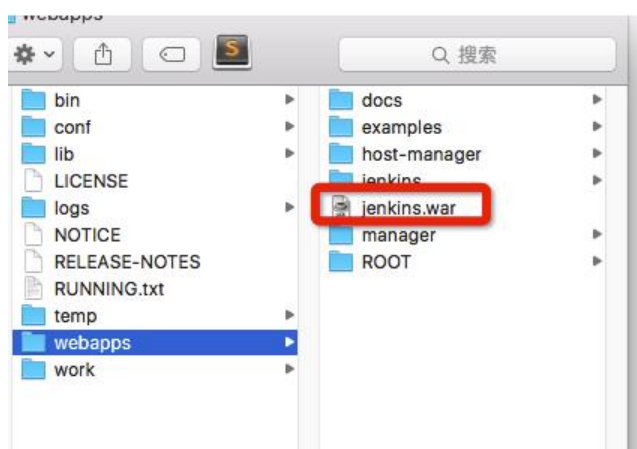 webapps
S
搜索
bin
conf
lib
LICENSE
logs
NOTICE
RELEASE-NOTES
RUNNING.txt
temp
webapps
work
docs
examples
host-manager
jenkins
jenkins.war
manager
ROOT